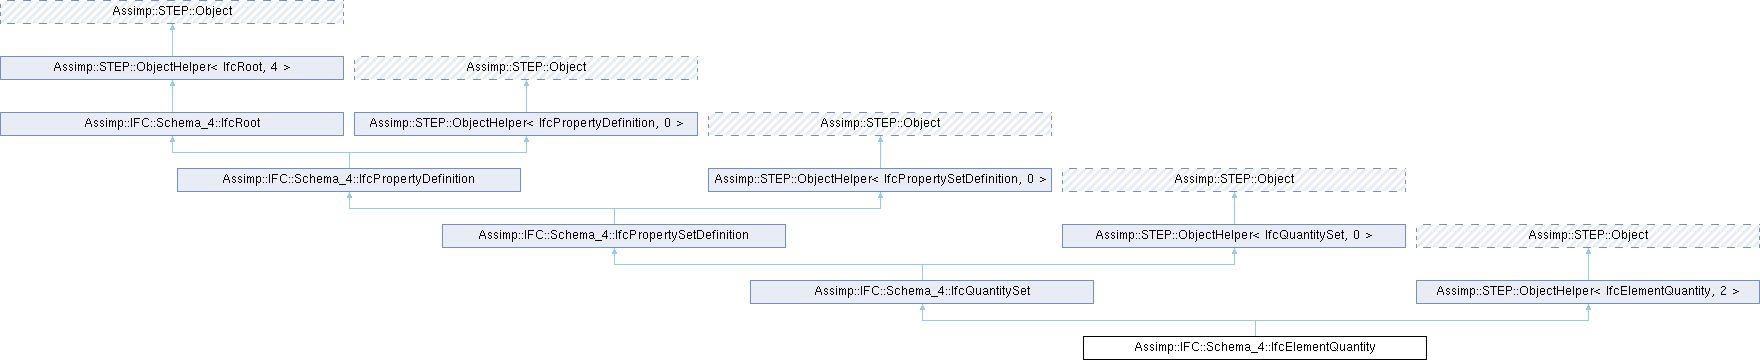 Assimp::STEP::Object
Assimp::STEP::ObjectHelper< IfcRoot, 4 >
Assimp::STEP::Object
Assimp::IFC::Schema_4::IfcRoot
Assimp::STEP::ObjectHelper< IfcPropertyDefinition, 0 >
Assimp::STEP::Object
Assimp::IFC::Schema_4::IfcPropertyDefinition
Assimp::STEP::ObjectHelper< IfcPropertySetDefinition, 0 >
Assimp::STEP::Object
Assimp::IFC::Schema_4::IfcPropertySetDefinition
Assimp::STEP::ObjectHelper< IfcQuantitySet, 0 >
Assimp::STEP::Object
Assimp::IFC::Schema_4::IfcQuantitySet
Assimp::STEP::ObjectHelper< IfcElementQuantity, 2 >
Assimp::IFC::Schema_4::IfcElementQuantity